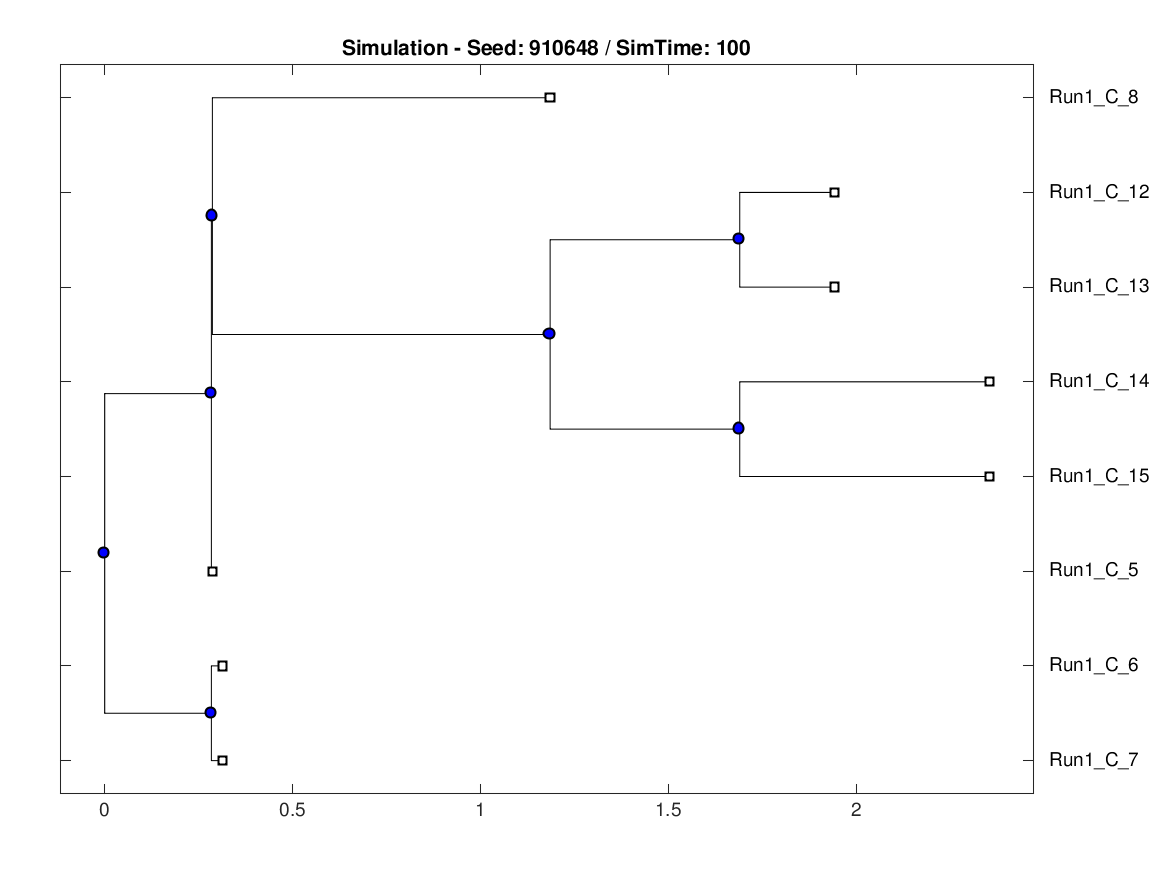 Simulation - Seed: 910648 / SimTime: 100
Run1_C_8
Run1_C_12
Run1_C_13
Run1_C_14
Run1_C_15
Run1_C_5
Run1_C_6
Run1_C_7
0 0.5 1 1.5 2